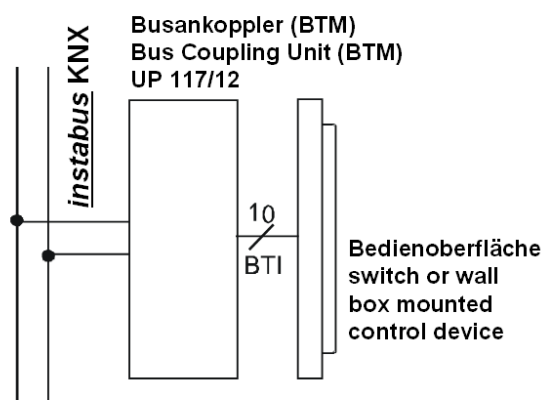 Busankoppler (BTM)
Bus Coupling Unit (BTM)
UP 117/12
instabus KNX
10
BTI
Bedienoberfläche
switch or wall
box mounted
control device